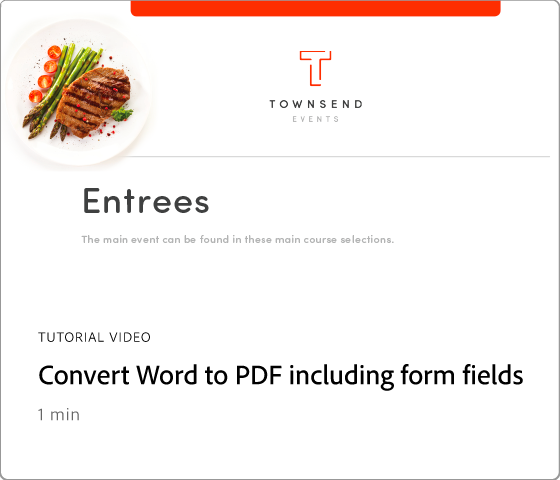 TOWNSEND
EVENTS
Entrees
The main event can be found in these main course selections.
TUTORIAL VIDEO
Convert Word to PDF including form fields
1 min